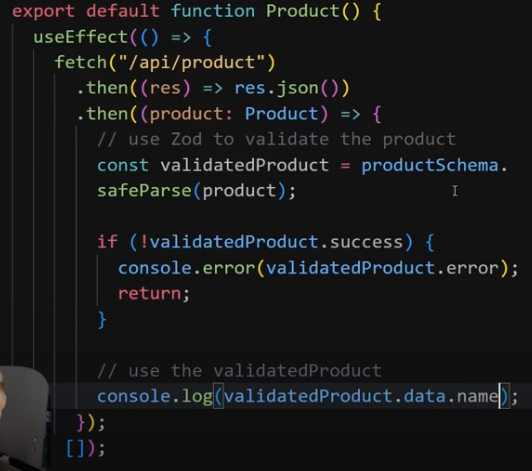 export default function Product() {
useEffect(() => {
fetch("/api/product")
.then((res) => res.json())
.then((product: Product) => {
// use Zod to validate the product
const validatedProduct = productSchema.
safeParse(product);
if (!validatedProduct.success) {
console.error(validatedProduct.error);
return;
}
// use the validatedProduct
console.log(validatedProduct.data.name);
});
[]);